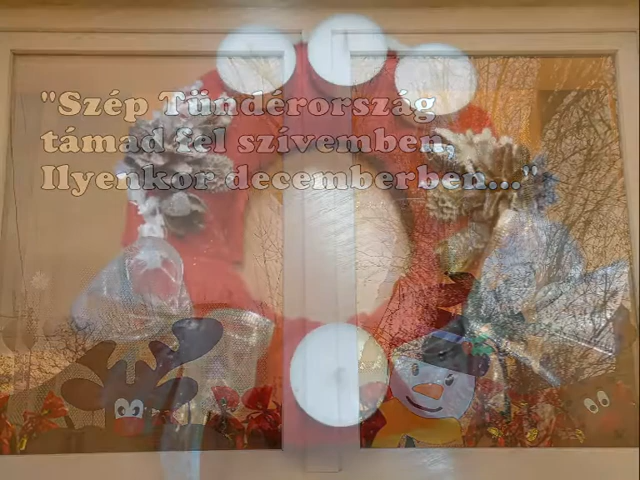 "Szép Tündérország
támad fel szívemben,
Ilyenkor decemberben..."